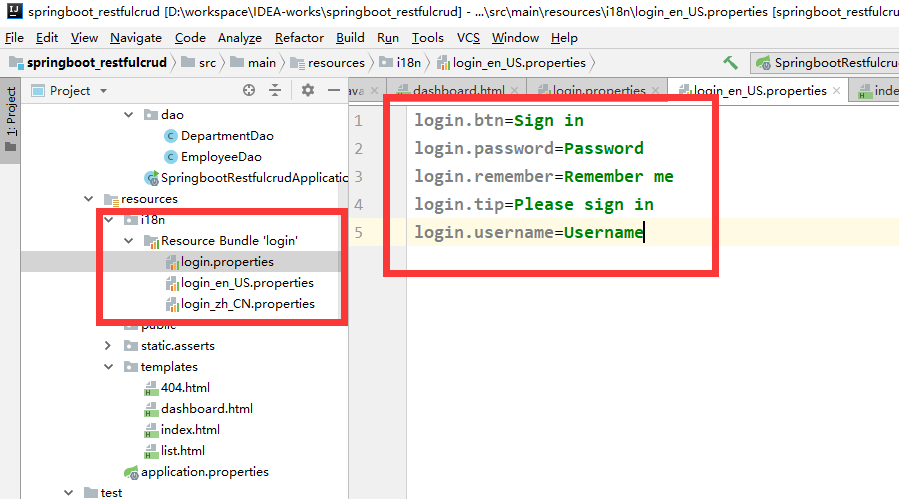 springboot_restfulcrud [D:\workspace\IDEA-works\springboot_restfulcrud] - ...\src\main\resources\i18n\login_en_US.properties [springboot_restfulcru
File Edit View Navigate Code Analyze Refactor Build Run Tools VCS Window Help
springboot_restfulcrud src main resources i18n login_en_US.properties SpringbootRestfulcru
1: Project
Project
ava dashboard.html login.properties login_en_US.properties inde
dao
DepartmentDao
EmployeeDao
SpringbootRestfulcrudApplicatio
resources
i18n
Resource Bundle 'login'
login.properties
login_en_US.properties
login_zh_CN.properties
public
static.asserts
templates
404.html
dashboard.html
index.html
list.html
application.properties
test
1 login.btn=Sign in
2 login.password=Password
3 login.remember=Remember me
4 login.tip=Please sign in
5 login.username=Username